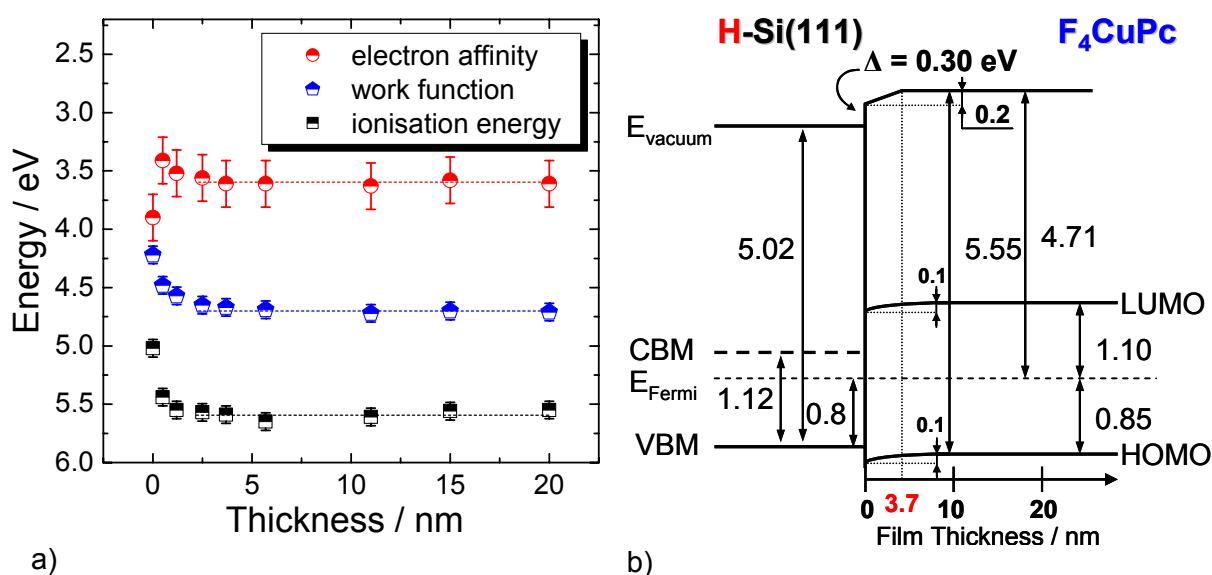 2.5
3.0
3.5
4.0
4.5
5.0
5.5
6.0
Energy / eV
electron affinity
work function
ionisation energy
0
5
10
15
20
Thickness / nm
a)
H-Si(111)
F₄CuPc
Δ = 0.30 eV
0.2
E_vacuum
5.02
5.55
4.71
0.1
LUMO
CBM
1.10
E_Fermi
1.12
0.8
0.1
0.85
VBM
HOMO
0
3.7
10
20
Film Thickness / nm
b)